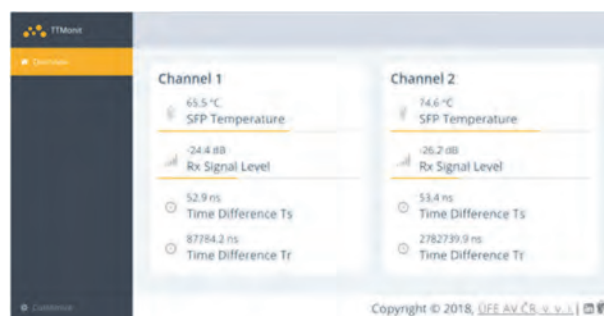 TTMonit
Overview
Channel 1
65,5 °C
SFP Temperature
-24,4 dB
Rx Signal Level
52,9 ns
Time Difference Ts
87784,2 ns
Time Difference Tr
Channel 2
74,6 °C
SFP Temperature
-26,2 dB
Rx Signal Level
53,4 ns
Time Difference Ts
2782739,9 ns
Time Difference Tr
Copyright © 2018, ÚFE AV ČR, v. v. i. |